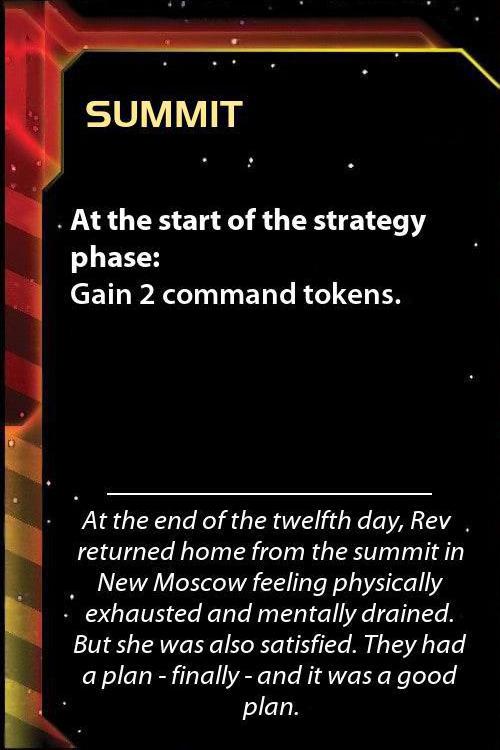 SUMMIT
At the start of the strategy
phase:
Gain 2 command tokens.
At the end of the twelfth day, Rev
returned home from the summit in
New Moscow feeling physically
exhausted and mentally drained.
But she was also satisfied. They had
a plan - finally - and it was a good
plan.